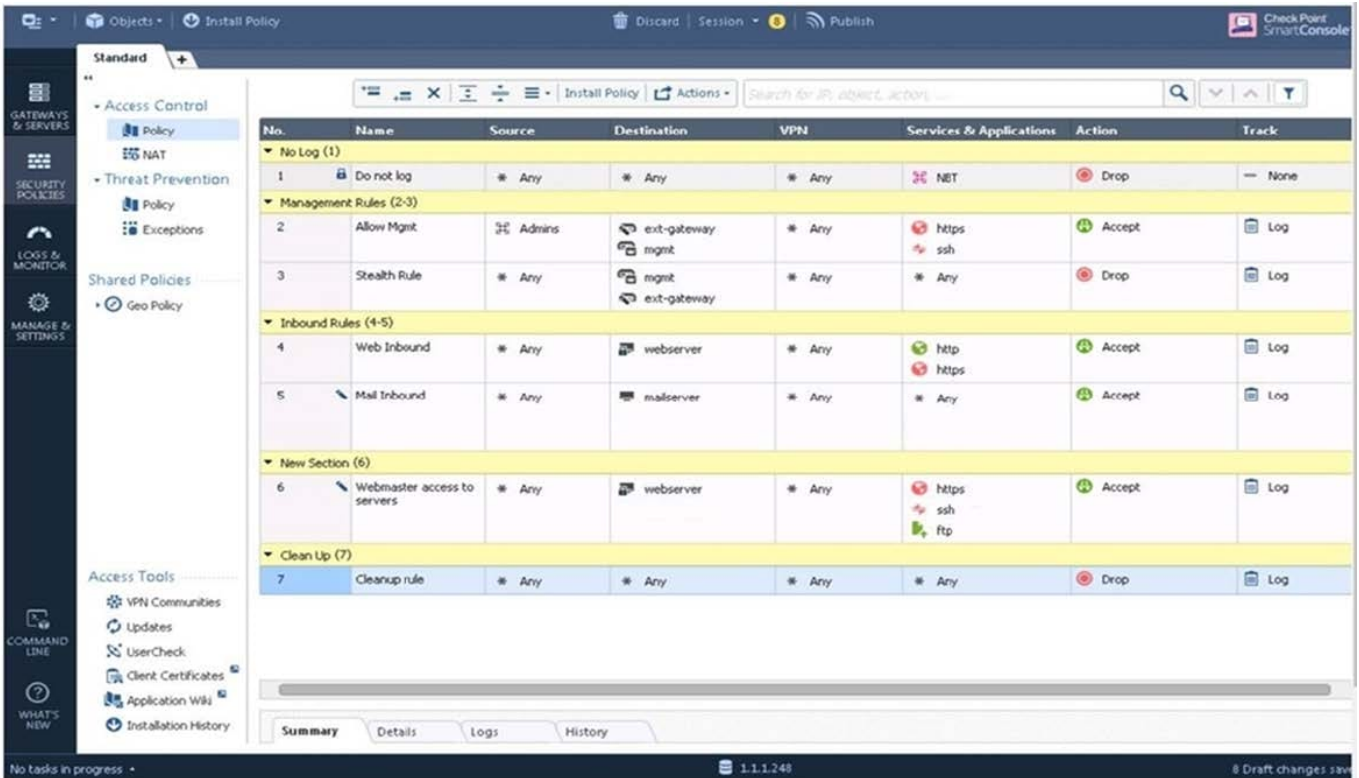 Objects Install Policy Discard Session 8 Publish Check Point
SmartConsole
Standard +
GATEWAYS
& SERVERS
SECURITY
POLICIES
LOGS &
MONITOR
MANAGE &
SETTINGS
COMMAND
LINE
WHAT'S
NEW
Access Control
Policy
NAT
Threat Prevention
Policy
Exceptions
Shared Policies
Geo Policy
Access Tools
VPN Communities
Updates
UserCheck
Client Certificates
Application Wiki
Installation History
Install Policy Actions Search for IP, object, action, ...
No. Name Source Destination VPN Services & Applications Action Track
No Log (1)
1 Do not log Any Any Any NBT Drop None
Management Rules (2-3)
2 Allow Mgmt Admins ext-gateway Any https Accept Log
mgmt ssh
3 Stealth Rule Any mgmt Any Any Drop Log
ext-gateway
Inbound Rules (4-5)
4 Web Inbound Any webserver Any http Accept Log
https
5 Mail Inbound Any mailserver Any Any Accept Log
New Section (6)
6 Webmaster access to Any webserver Any https Accept Log
servers ssh
ftp
Clean Up (7)
7 Cleanup rule Any Any Any Any Drop Log
Summary Details Logs History
No tasks in progress 1.1.1.248 8 Draft changes save